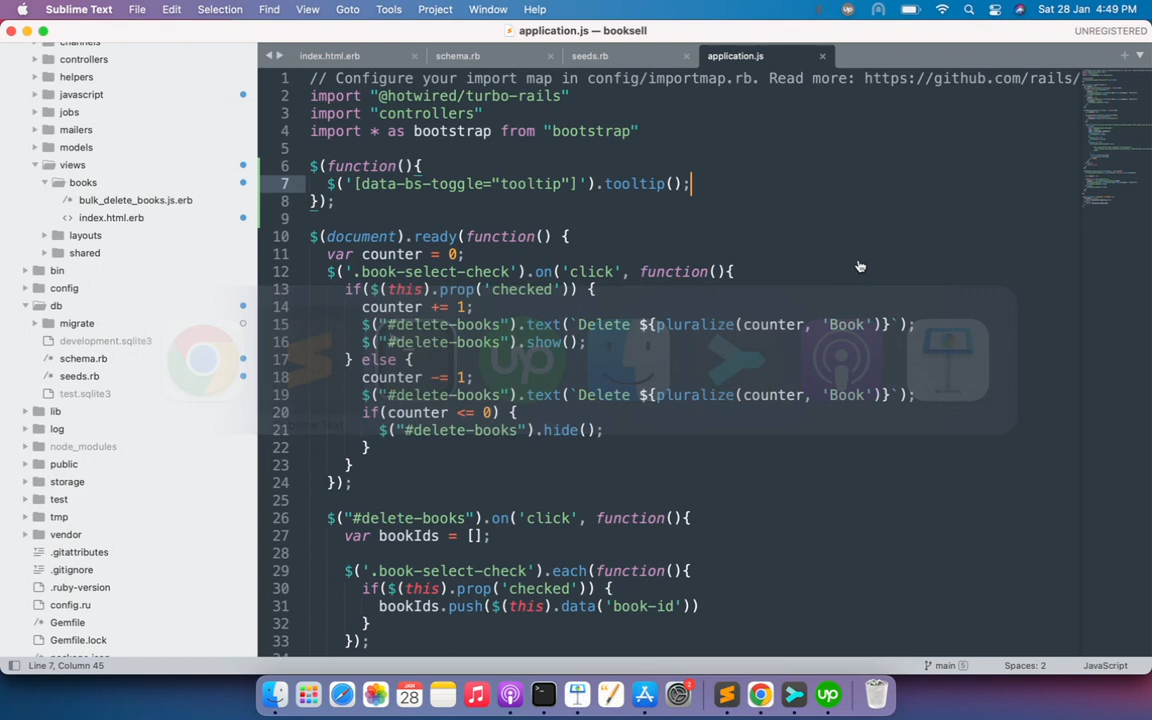 Sublime Text File Edit Selection Find View Goto Tools Project Window Help Sat 28 Jan 4:49 PM
application.js — booksell UNREGISTERED
channels
controllers
helpers
javascript
jobs
mailers
models
views
books
bulk_delete_books.js.erb
index.html.erb
layouts
shared
bin
config
db
migrate
development.sqlite3
schema.rb
seeds.rb
test.sqlite3
lib
log
node_modules
public
storage
test
tmp
vendor
.gitattributes
.gitignore
.ruby-version
config.ru
Gemfile
Gemfile.lock
index.html.erb schema.rb seeds.rb application.js
1 // Configure your import map in config/importmap.rb. Read more: https://github.com/rails/
2 import "@hotwired/turbo-rails"
3 import "controllers"
4 import * as bootstrap from "bootstrap"
5
6 $(function(){
7 $('[data-bs-toggle="tooltip"]').tooltip();
8 });
9
10 $(document).ready(function() {
11 var counter = 0;
12 $('.book-select-check').on('click', function(){
13 if($(this).prop('checked')) {
14 counter += 1;
15 $("#delete-books").text(`Delete ${pluralize(counter, 'Book')}`);
16 $("#delete-books").show();
17 } else {
18 counter -= 1;
19 $("#delete-books").text(`Delete ${pluralize(counter, 'Book')}`);
20 if(counter <= 0) {
21 $("#delete-books").hide();
22 }
23 }
24 });
25
26 $("#delete-books").on('click', function(){
27 var bookIds = [];
28
29 $('.book-select-check').each(function(){
30 if($(this).prop('checked')) {
31 bookIds.push($(this).data('book-id'))
32 }
33 });
up
Line 7, Column 45 main 5 Spaces: 2 JavaScript
JAN 28 2 up